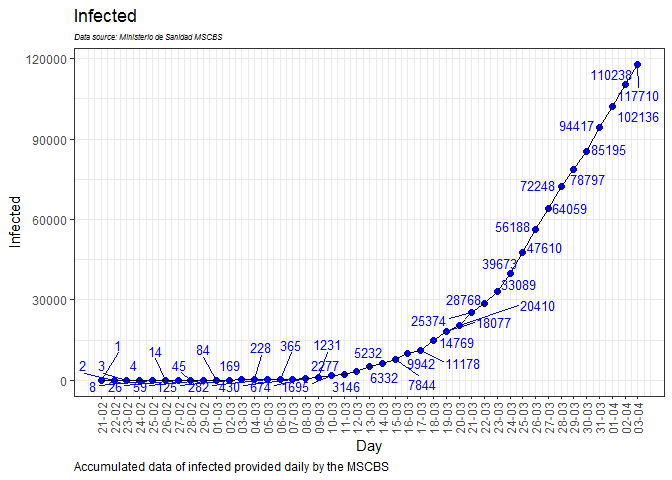 Infected
Data source: Ministerio de Sanidad MSCBS
120000
90000
60000
30000
0
Infected
2 3 1 4 14 45 84 169 228 365 1231 5232
8 26 59 125 282 430 674 1695 2277 3146 6332 7844
9942 11178 14769 18077 20410
25374 28768 33089
39673 47610
56188 64059
72248 78797
85195
94417 102136
110238 117710
21-02 22-02 23-02 24-02 25-02 26-02 27-02 28-02 29-02 01-03 02-03 03-03 04-03 05-03 06-03 07-03 08-03 09-03 10-03 11-03 12-03 13-03 14-03 15-03 16-03 17-03 18-03 19-03 20-03 21-03 22-03 23-03 24-03 25-03 26-03 27-03 28-03 29-03 30-03 31-03 01-04 02-04 03-04
Day
Accumulated data of infected provided daily by the MSCBS